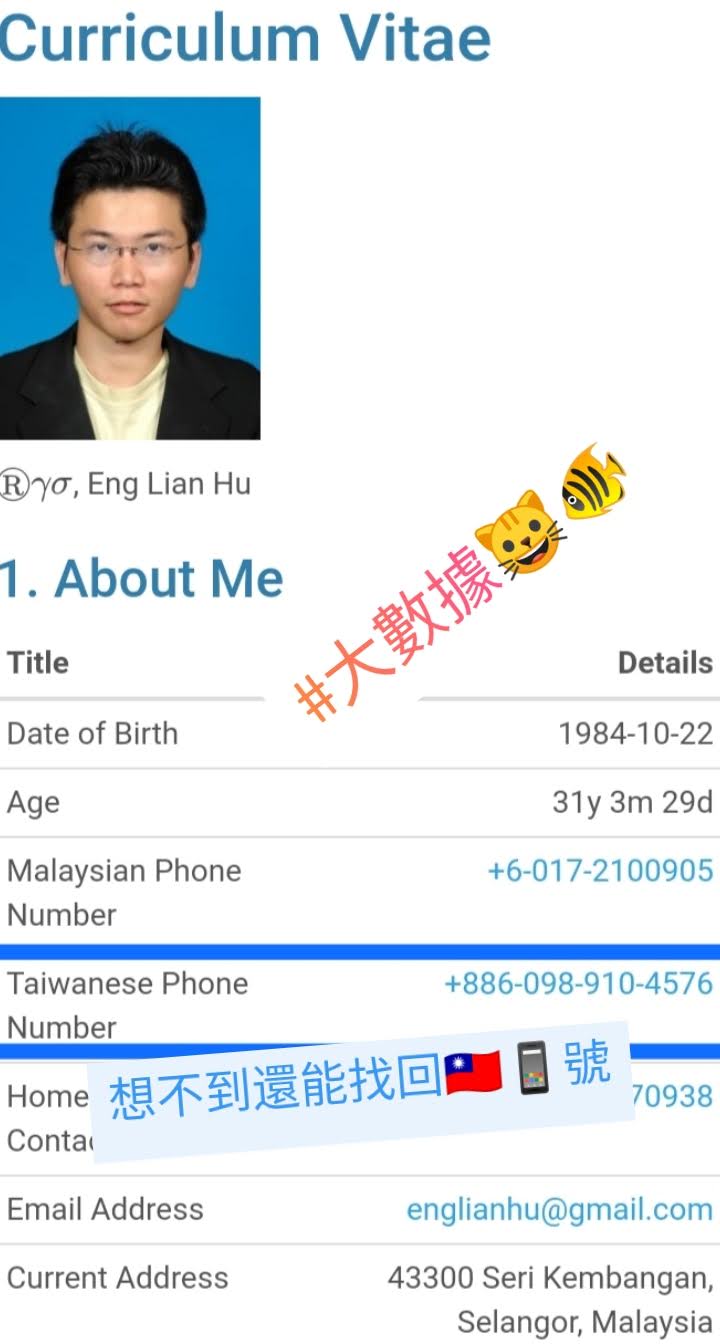 Curriculum Vitae
Ⓡγσ, Eng Lian Hu
1. About Me
#大數據
Title Details
Date of Birth 1984-10-22
Age 31y 3m 29d
Malaysian Phone Number +6-017-2100905
Taiwanese Phone Number +886-098-910-4576
想不到還能找回🇹🇼📱號
Home 70938
Email Address englianhu@gmail.com
Current Address 43300 Seri Kembangan,
Selangor, Malaysia